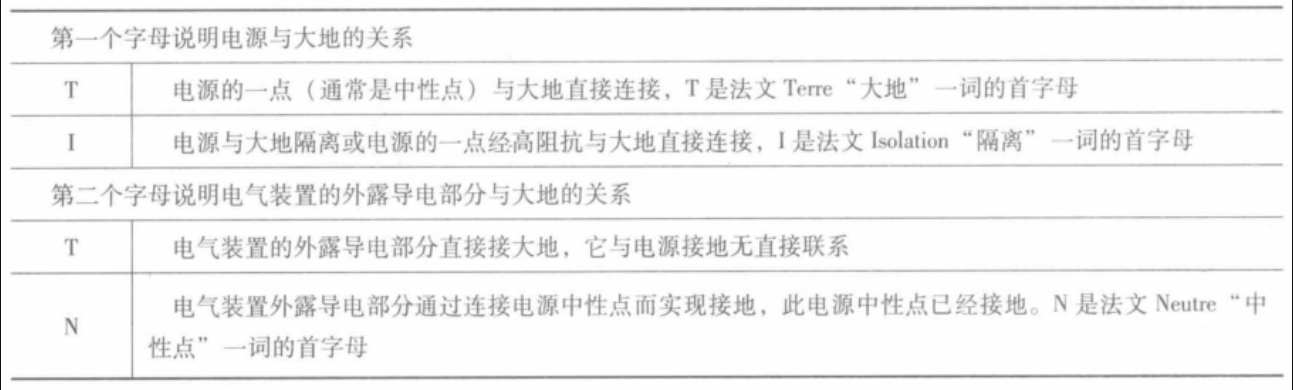 第一个字母说明电源与大地的关系
T 电源的一点（通常是中性点）与大地直接连接，T 是法文 Terre“大地”一词的首字母
I 电源与大地隔离或电源的一点经高阻抗与大地直接连接，I 是法文 Isolation“隔离”一词的首字母
第二个字母说明电气装置的外露导电部分与大地的关系
T 电气装置的外露导电部分直接接大地，它与电源接地无直接联系
N 电气装置外露导电部分通过连接电源中性点而实现接地，此电源中性点已经接地。N 是法文 Neutre“中
性点”一词的首字母